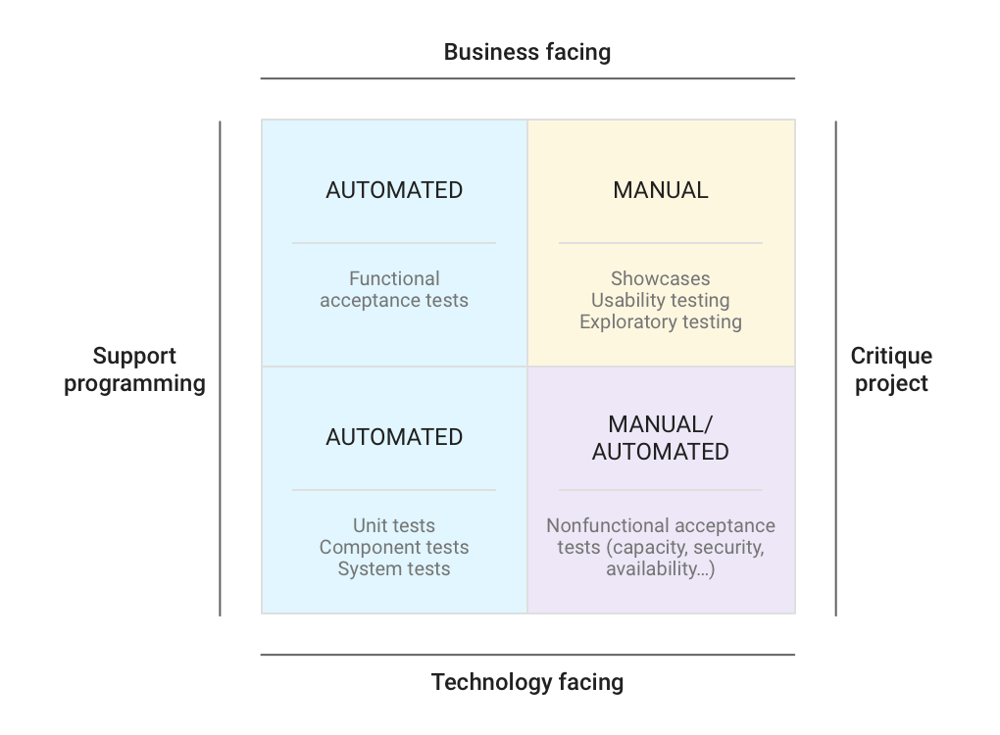 Business facing
AUTOMATED
Functional
acceptance tests
MANUAL
Showcases
Usability testing
Exploratory testing
Support
programming
Critique
project
AUTOMATED
Unit tests
Component tests
System tests
MANUAL/
AUTOMATED
Nonfunctional acceptance
tests (capacity, security,
availability…)
Technology facing